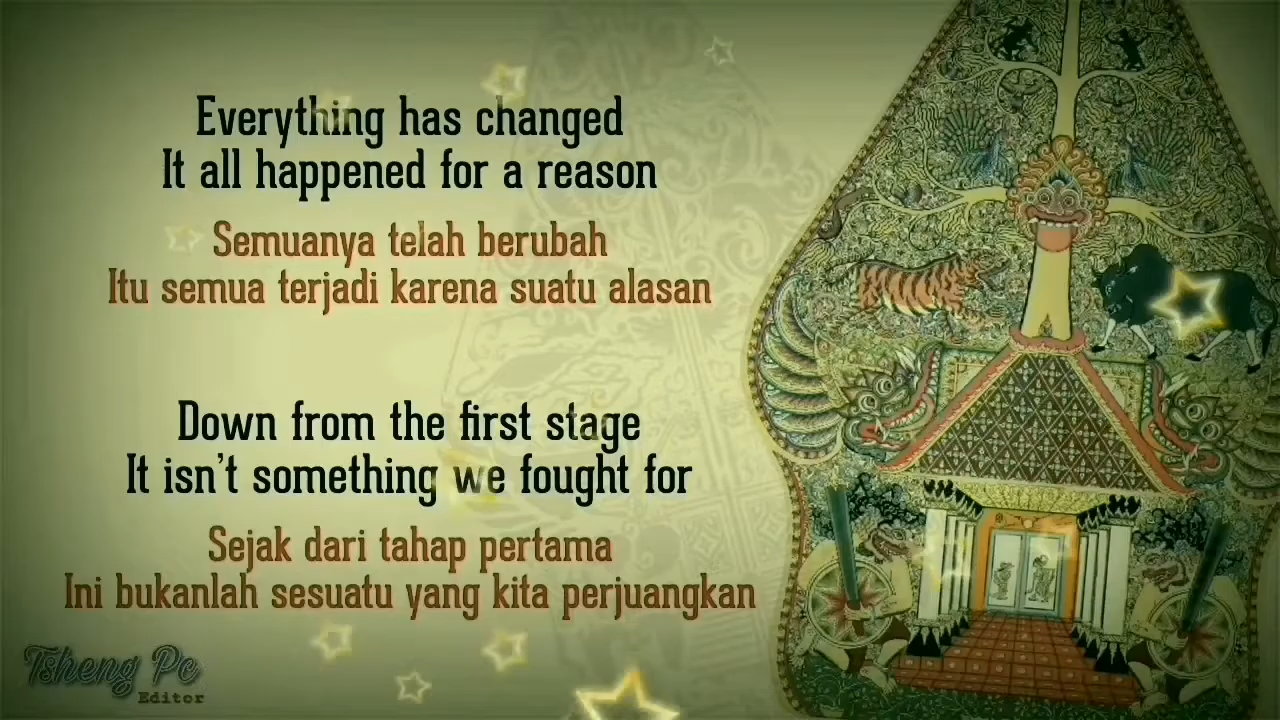 Everything has changed
It all happened for a reason
Semuanya telah berubah
Itu semua terjadi karena suatu alasan
Down from the first stage
It isn't something we fought for
Sejak dari tahap pertama
Ini bukanlah sesuatu yang kita perjuangkan
Tsheng Pc
Editor